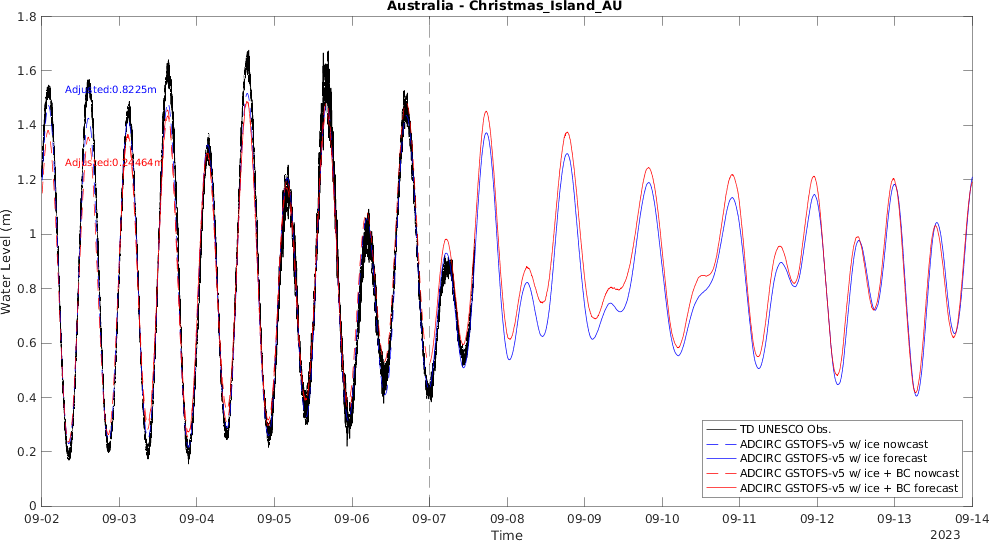 Australia - Christmas_Island_AU
1.8
1.6
1.4
1.2
1
0.8
0.6
0.4
0.2
0
Water Level (m)
Adjusted:0.8225m
Adjusted:0.24464m
TD UNESCO Obs.
ADCIRC GSTOFS-v5 w/ ice nowcast
ADCIRC GSTOFS-v5 w/ ice forecast
ADCIRC GSTOFS-v5 w/ ice + BC nowcast
ADCIRC GSTOFS-v5 w/ ice + BC forecast
09-02 09-03 09-04 09-05 09-06 09-07 09-08 09-09 09-10 09-11 09-12 09-13 09-14
Time
2023